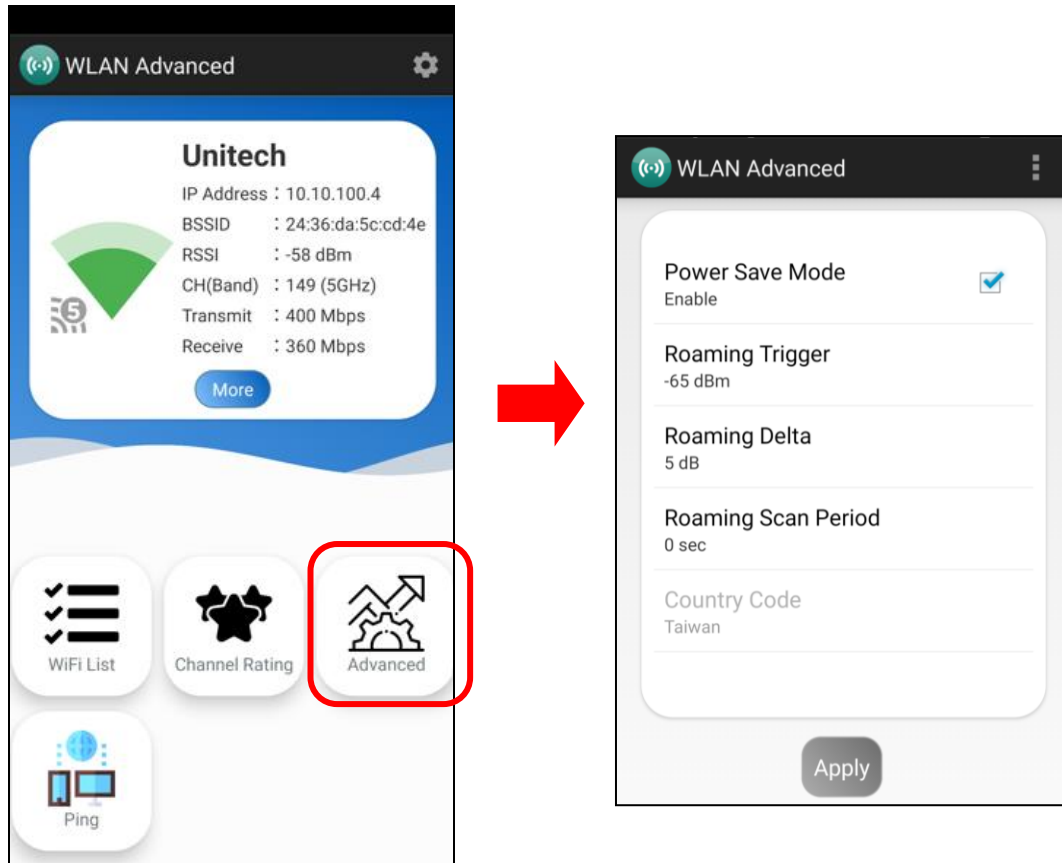 WLAN Advanced
Unitech
IP Address : 10.10.100.4
BSSID : 24:36:da:5c:cd:4e
RSSI : -58 dBm
CH(Band) : 149 (5GHz)
5
Transmit : 400 Mbps
Receive : 360 Mbps
More
WiFi List
Channel Rating
Advanced
Ping
WLAN Advanced
Power Save Mode
Enable
Roaming Trigger
-65 dBm
Roaming Delta
5 dB
Roaming Scan Period
0 sec
Country Code
Taiwan
Apply